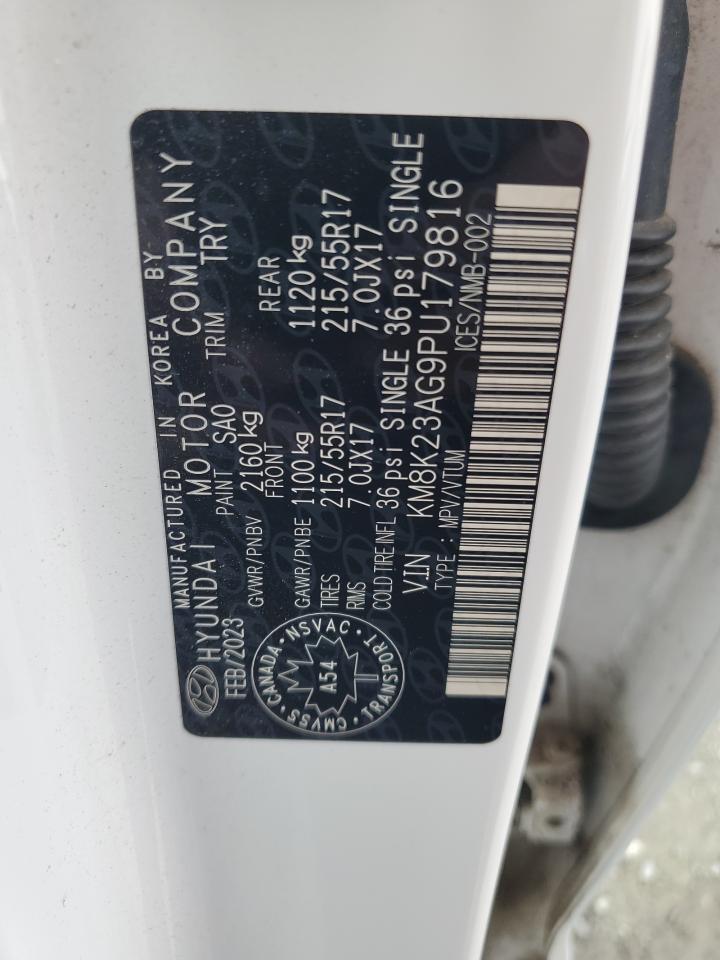 MANUFACTURED IN KOREA BY
HYUNDAI MOTOR COMPANY
FEB/2023 PAINT SAO TRIM TRY
GVWR/PNBV 2160 kg
FRONT REAR
GAWR/PNBE 1100 kg 1120 kg
TIRES 215/55R17 215/55R17
RIMS 7.0JX17 7.0JX17
COLD TIRE INFL 36 psi SINGLE 36 psi SINGLE
V.I.N KM8K23AG9PU179816
TYPE : MPV/VTUM ICES/NMB-002
CANADA · NSVAC · TRANSPORT · CMVSS ·
A54